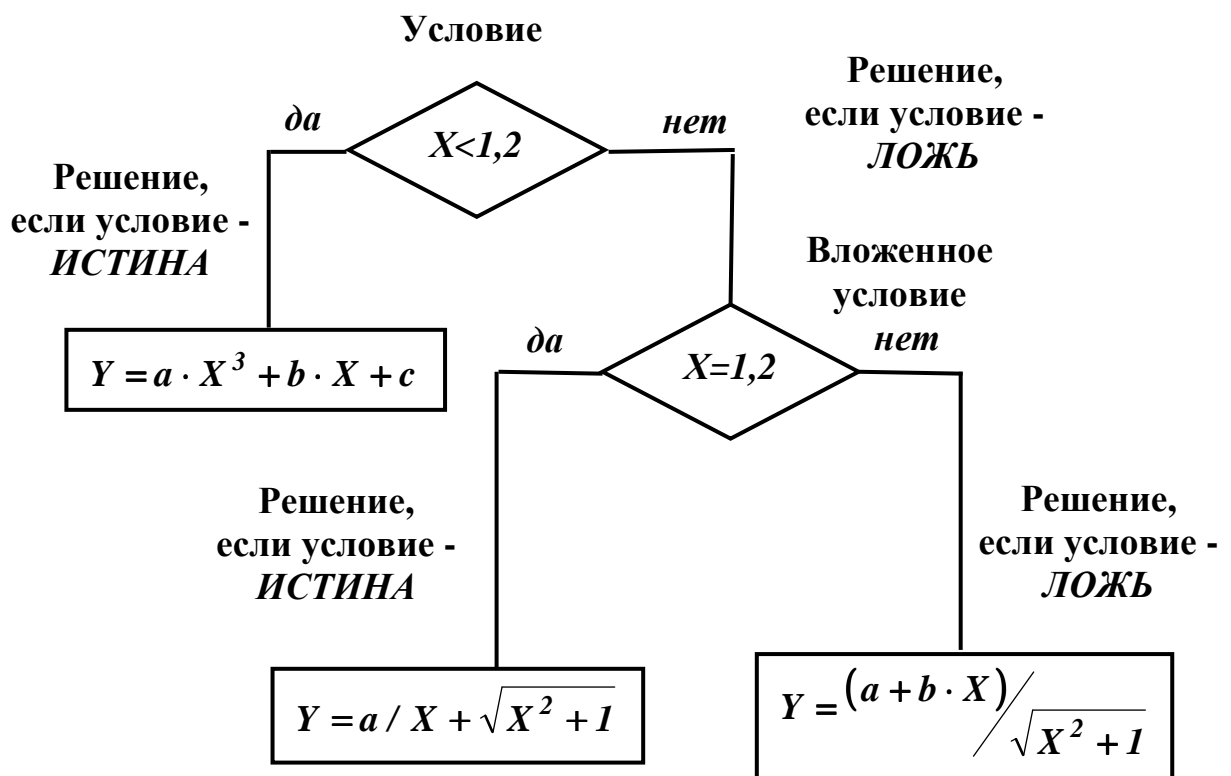 Условие
да
X<1,2
нет
Решение,
если условие -
ЛОЖЬ
Решение,
если условие -
ИСТИНА
Y = a · X³ + b · X + c
Вложенное
условие
да
X=1,2
нет
Решение,
если условие -
ИСТИНА
Решение,
если условие -
ЛОЖЬ
Y = a / X + √(X² + 1)
Y = (a + b · X) / √(X² + 1)